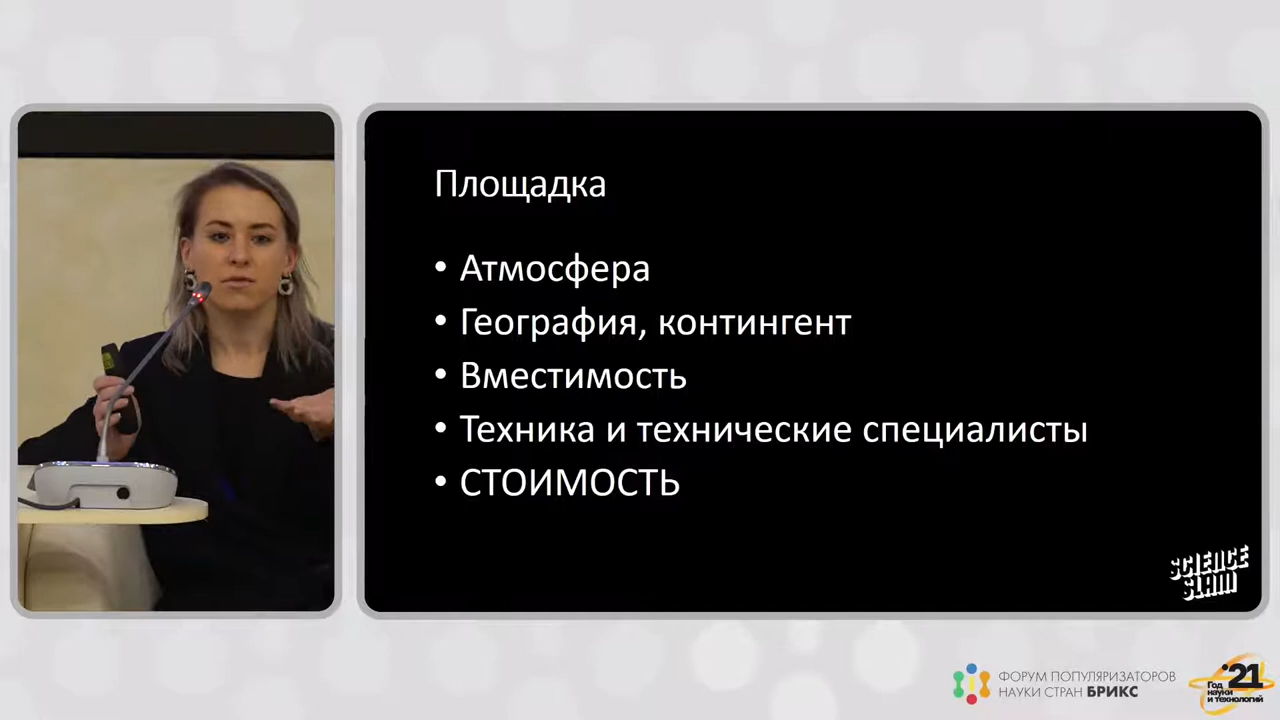 Площадка
• Атмосфера
• География, контингент
• Вместимость
• Техника и технические специалисты
• СТОИМОСТЬ
SCIENCE
SLAM
ФОРУМ ПОПУЛЯРИЗАТОРОВ
НАУКИ СТРАН БРИКС
'21
Год
науки
и технологий